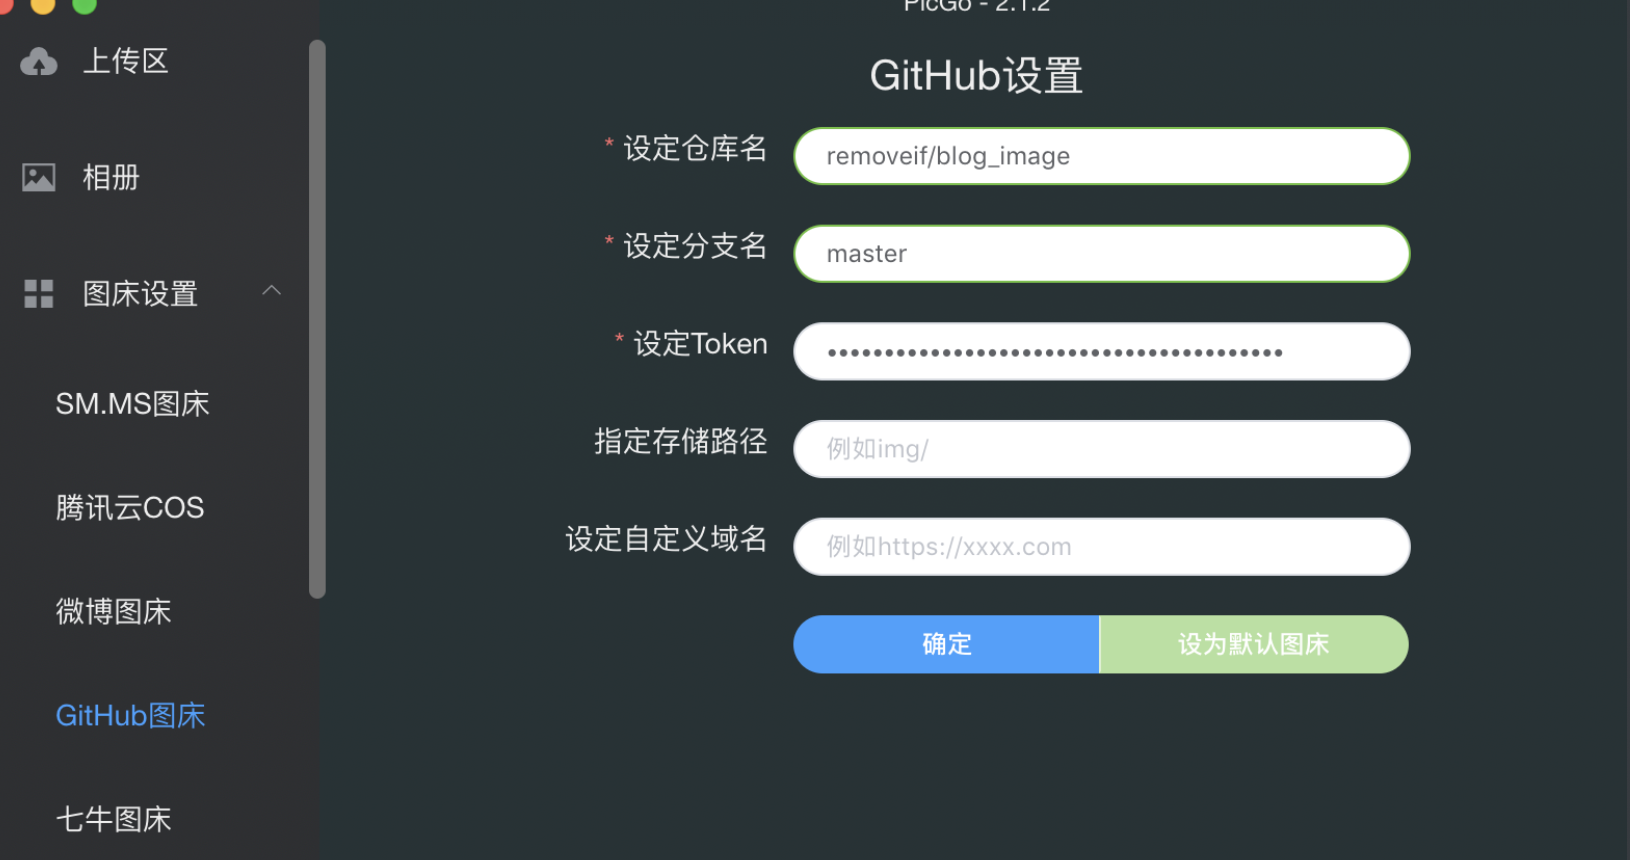 PicGo - 2.1.2
上传区
相册
图床设置
SM.MS图床
腾讯云COS
微博图床
GitHub图床
七牛图床
GitHub设置
* 设定仓库名
removeif/blog_image
* 设定分支名
master
* 设定Token
••••••••••••••••••••••••••••••••••••••••
指定存储路径
例如img/
设定自定义域名
例如https://xxxx.com
确定
设为默认图床